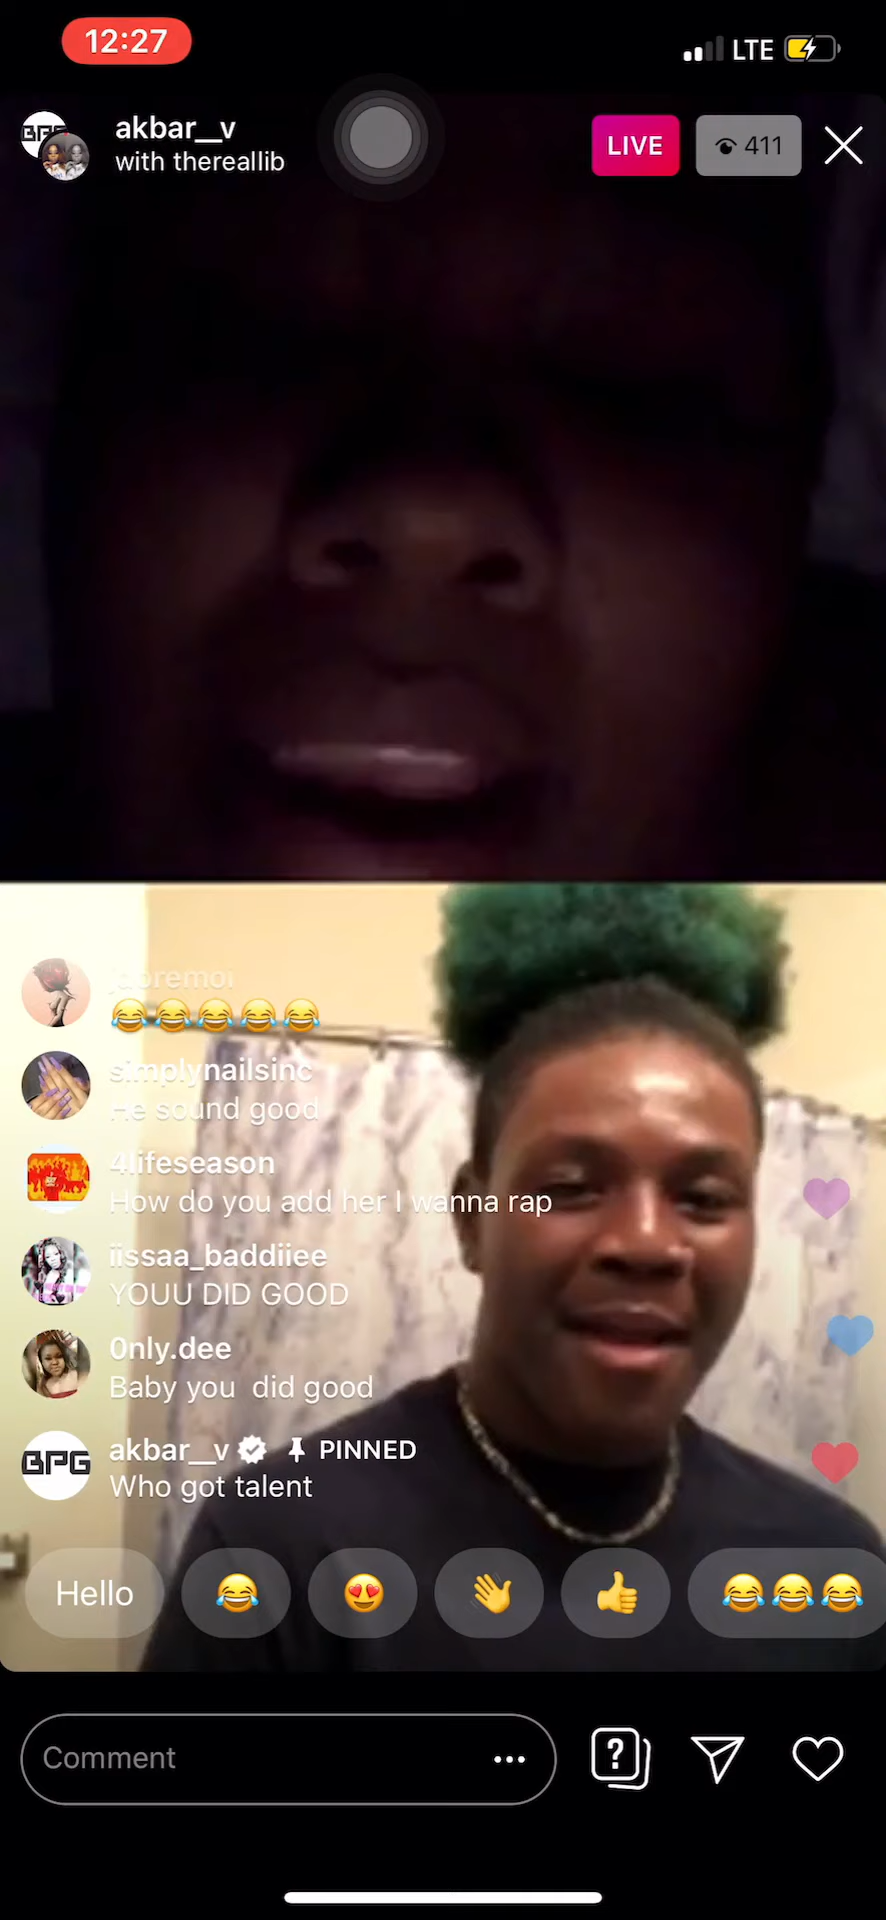 12:27
LTE
akbar__v
with thereallib
LIVE
411
😂😂😂😂😂
simplynailsinc
He sound good
4lifeseason
How do you add her I wanna rap
iissaa_baddiiee
YOUU DID GOOD
0nly.dee
Baby you did good
BPG
akbar__v PINNED
Who got talent
Hello 😂 😍 👋 👍 😂😂😂
Comment